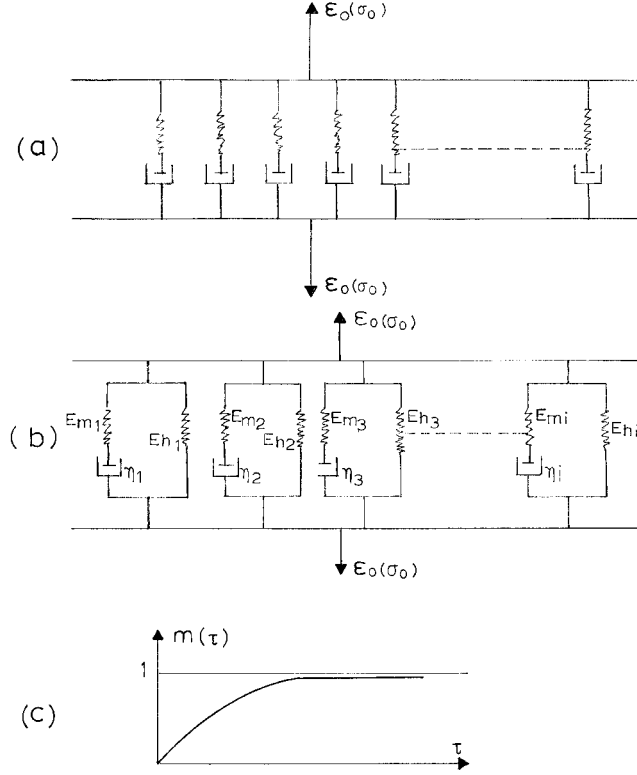 ε₀(σ₀)
(a)
ε₀(σ₀)
ε₀(σ₀)
(b)
Em₁ Eh₁ η₁ Em₂ Eh₂ η₂ Em₃ Eh₃ η₃ Emi Ehi ηi
ε₀(σ₀)
m(τ)
1
(c)
τ